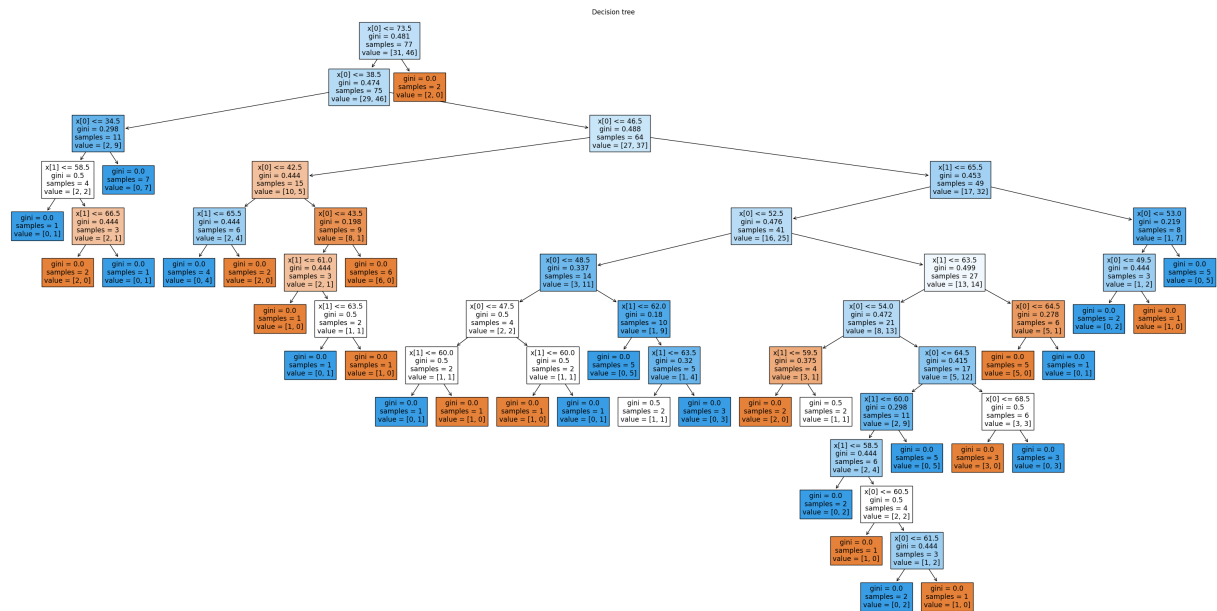 Decision tree
x[0] <= 73.5
gini = 0.481
samples = 77
value = [31, 46]
x[0] <= 38.5
gini = 0.474
samples = 75
value = [29, 46]
gini = 0.0
samples = 2
value = [2, 0]
x[0] <= 34.5
gini = 0.298
samples = 11
value = [2, 9]
x[0] <= 46.5
gini = 0.488
samples = 64
value = [27, 37]
x[1] <= 58.5
gini = 0.5
samples = 4
value = [2, 2]
gini = 0.0
samples = 7
value = [0, 7]
x[0] <= 42.5
gini = 0.444
samples = 15
value = [10, 5]
x[1] <= 65.5
gini = 0.453
samples = 49
value = [17, 32]
gini = 0.0
samples = 1
value = [0, 1]
x[1] <= 66.5
gini = 0.444
samples = 3
value = [2, 1]
x[1] <= 65.5
gini = 0.444
samples = 6
value = [2, 4]
x[0] <= 43.5
gini = 0.198
samples = 9
value = [8, 1]
x[0] <= 52.5
gini = 0.476
samples = 41
value = [16, 25]
x[0] <= 53.0
gini = 0.219
samples = 8
value = [1, 7]
gini = 0.0
samples = 2
value = [2, 0]
gini = 0.0
samples = 1
value = [0, 1]
gini = 0.0
samples = 4
value = [0, 4]
gini = 0.0
samples = 2
value = [2, 0]
x[1] <= 61.0
gini = 0.444
samples = 3
value = [2, 1]
gini = 0.0
samples = 6
value = [6, 0]
x[0] <= 48.5
gini = 0.337
samples = 14
value = [3, 11]
x[1] <= 63.5
gini = 0.499
samples = 27
value = [13, 14]
x[0] <= 49.5
gini = 0.444
samples = 3
value = [1, 2]
gini = 0.0
samples = 5
value = [0, 5]
gini = 0.0
samples = 1
value = [1, 0]
x[1] <= 63.5
gini = 0.5
samples = 2
value = [1, 1]
x[0] <= 47.5
gini = 0.5
samples = 4
value = [2, 2]
x[1] <= 62.0
gini = 0.18
samples = 10
value = [1, 9]
x[0] <= 54.0
gini = 0.472
samples = 21
value = [8, 13]
x[0] <= 64.5
gini = 0.278
samples = 6
value = [5, 1]
gini = 0.0
samples = 2
value = [0, 2]
gini = 0.0
samples = 1
value = [1, 0]
gini = 0.0
samples = 1
value = [0, 1]
gini = 0.0
samples = 1
value = [1, 0]
x[1] <= 60.0
gini = 0.5
samples = 2
value = [1, 1]
x[1] <= 60.0
gini = 0.5
samples = 2
value = [1, 1]
gini = 0.0
samples = 5
value = [0, 5]
x[1] <= 63.5
gini = 0.32
samples = 5
value = [1, 4]
x[1] <= 59.5
gini = 0.375
samples = 4
value = [3, 1]
x[0] <= 64.5
gini = 0.415
samples = 17
value = [5, 12]
gini = 0.0
samples = 5
value = [5, 0]
gini = 0.0
samples = 1
value = [0, 1]
gini = 0.0
samples = 1
value = [0, 1]
gini = 0.0
samples = 1
value = [1, 0]
gini = 0.0
samples = 1
value = [1, 0]
gini = 0.0
samples = 1
value = [0, 1]
gini = 0.5
samples = 2
value = [1, 1]
gini = 0.0
samples = 3
value = [0, 3]
gini = 0.0
samples = 2
value = [2, 0]
gini = 0.5
samples = 2
value = [1, 1]
x[1] <= 60.0
gini = 0.298
samples = 11
value = [2, 9]
x[0] <= 68.5
gini = 0.5
samples = 6
value = [3, 3]
x[1] <= 58.5
gini = 0.444
samples = 6
value = [2, 4]
gini = 0.0
samples = 5
value = [0, 5]
gini = 0.0
samples = 3
value = [3, 0]
gini = 0.0
samples = 3
value = [0, 3]
gini = 0.0
samples = 2
value = [0, 2]
x[0] <= 60.5
gini = 0.5
samples = 4
value = [2, 2]
gini = 0.0
samples = 1
value = [1, 0]
x[0] <= 61.5
gini = 0.444
samples = 3
value = [1, 2]
gini = 0.0
samples = 2
value = [0, 2]
gini = 0.0
samples = 1
value = [1, 0]